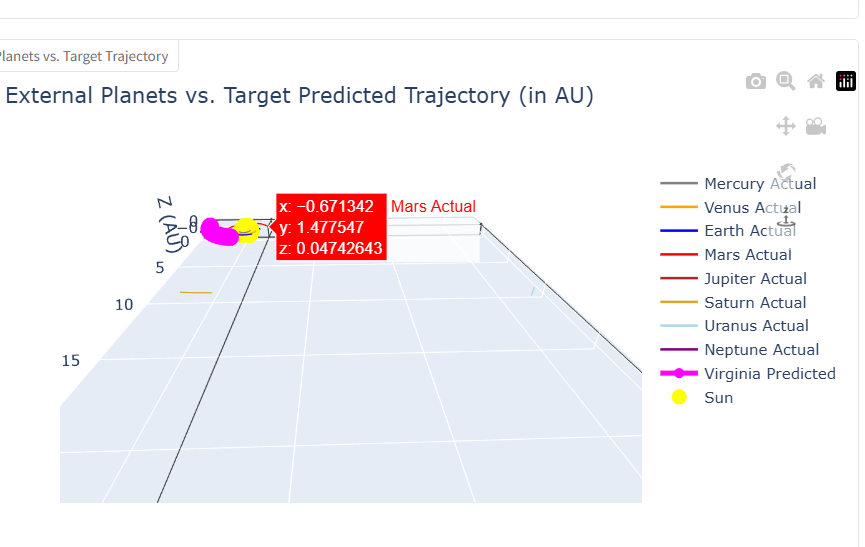 Planets vs. Target Trajectory
External Planets vs. Target Predicted Trajectory (in AU)
Mercury Actual
Venus Actual
Earth Actual
Mars Actual
Jupiter Actual
Saturn Actual
Uranus Actual
Neptune Actual
Virginia Predicted
Sun
x: −0.671342
y: 1.477547
z: 0.04742643
Mars Actual
Z (AU)
0
−0
0
5
10
15